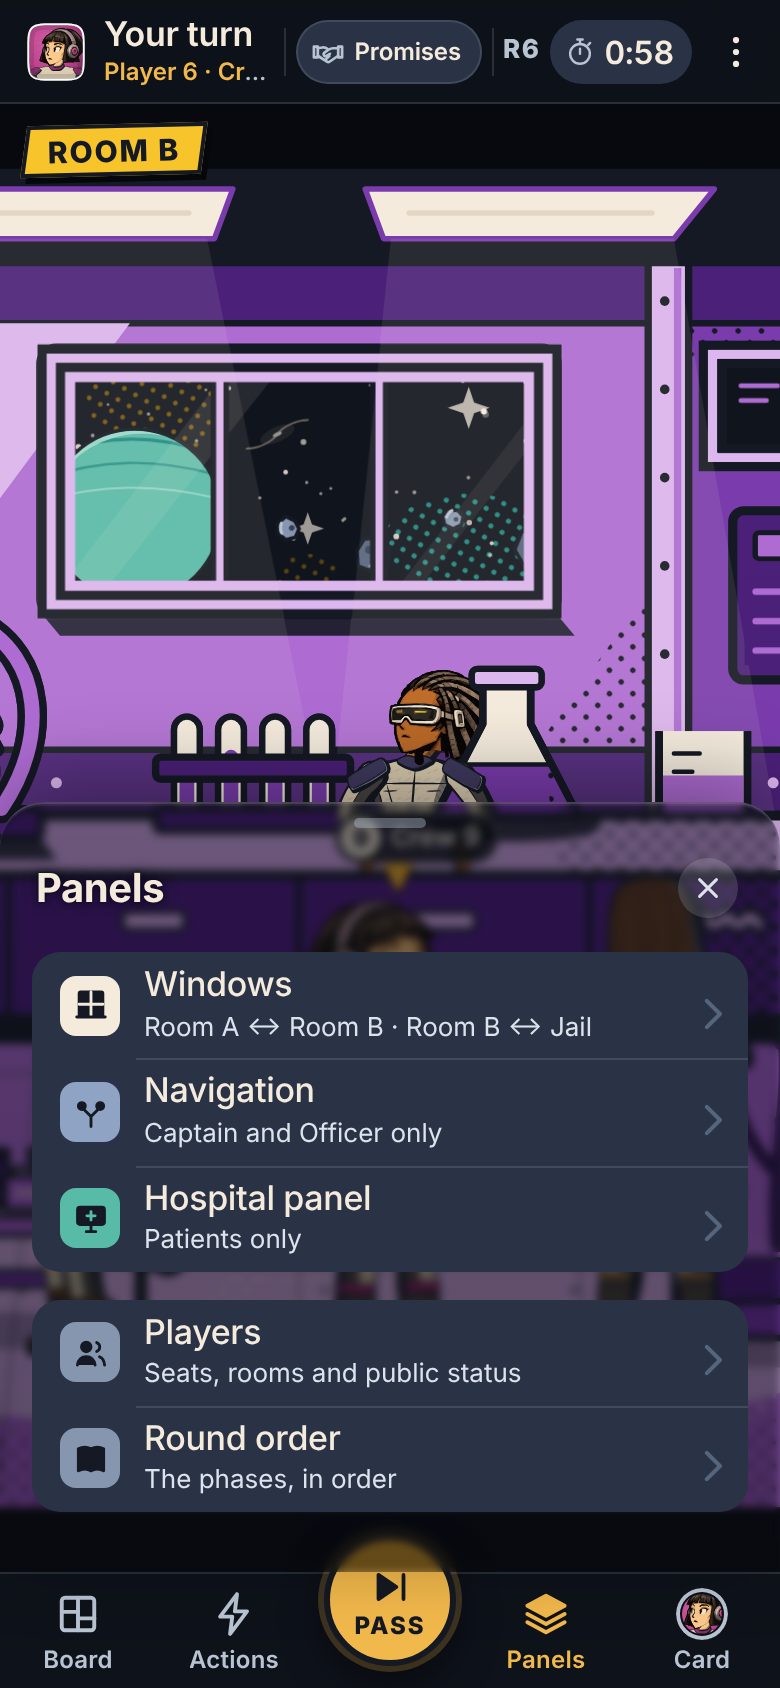 Your turn
Player 6 · Cr...
Promises
R6
0:58
ROOM B
Panels
Windows
Room A ↔ Room B · Room B ↔ Jail
Navigation
Captain and Officer only
Hospital panel
Patients only
Players
Seats, rooms and public status
Round order
The phases, in order
Board
Actions
PASS
Panels
Card